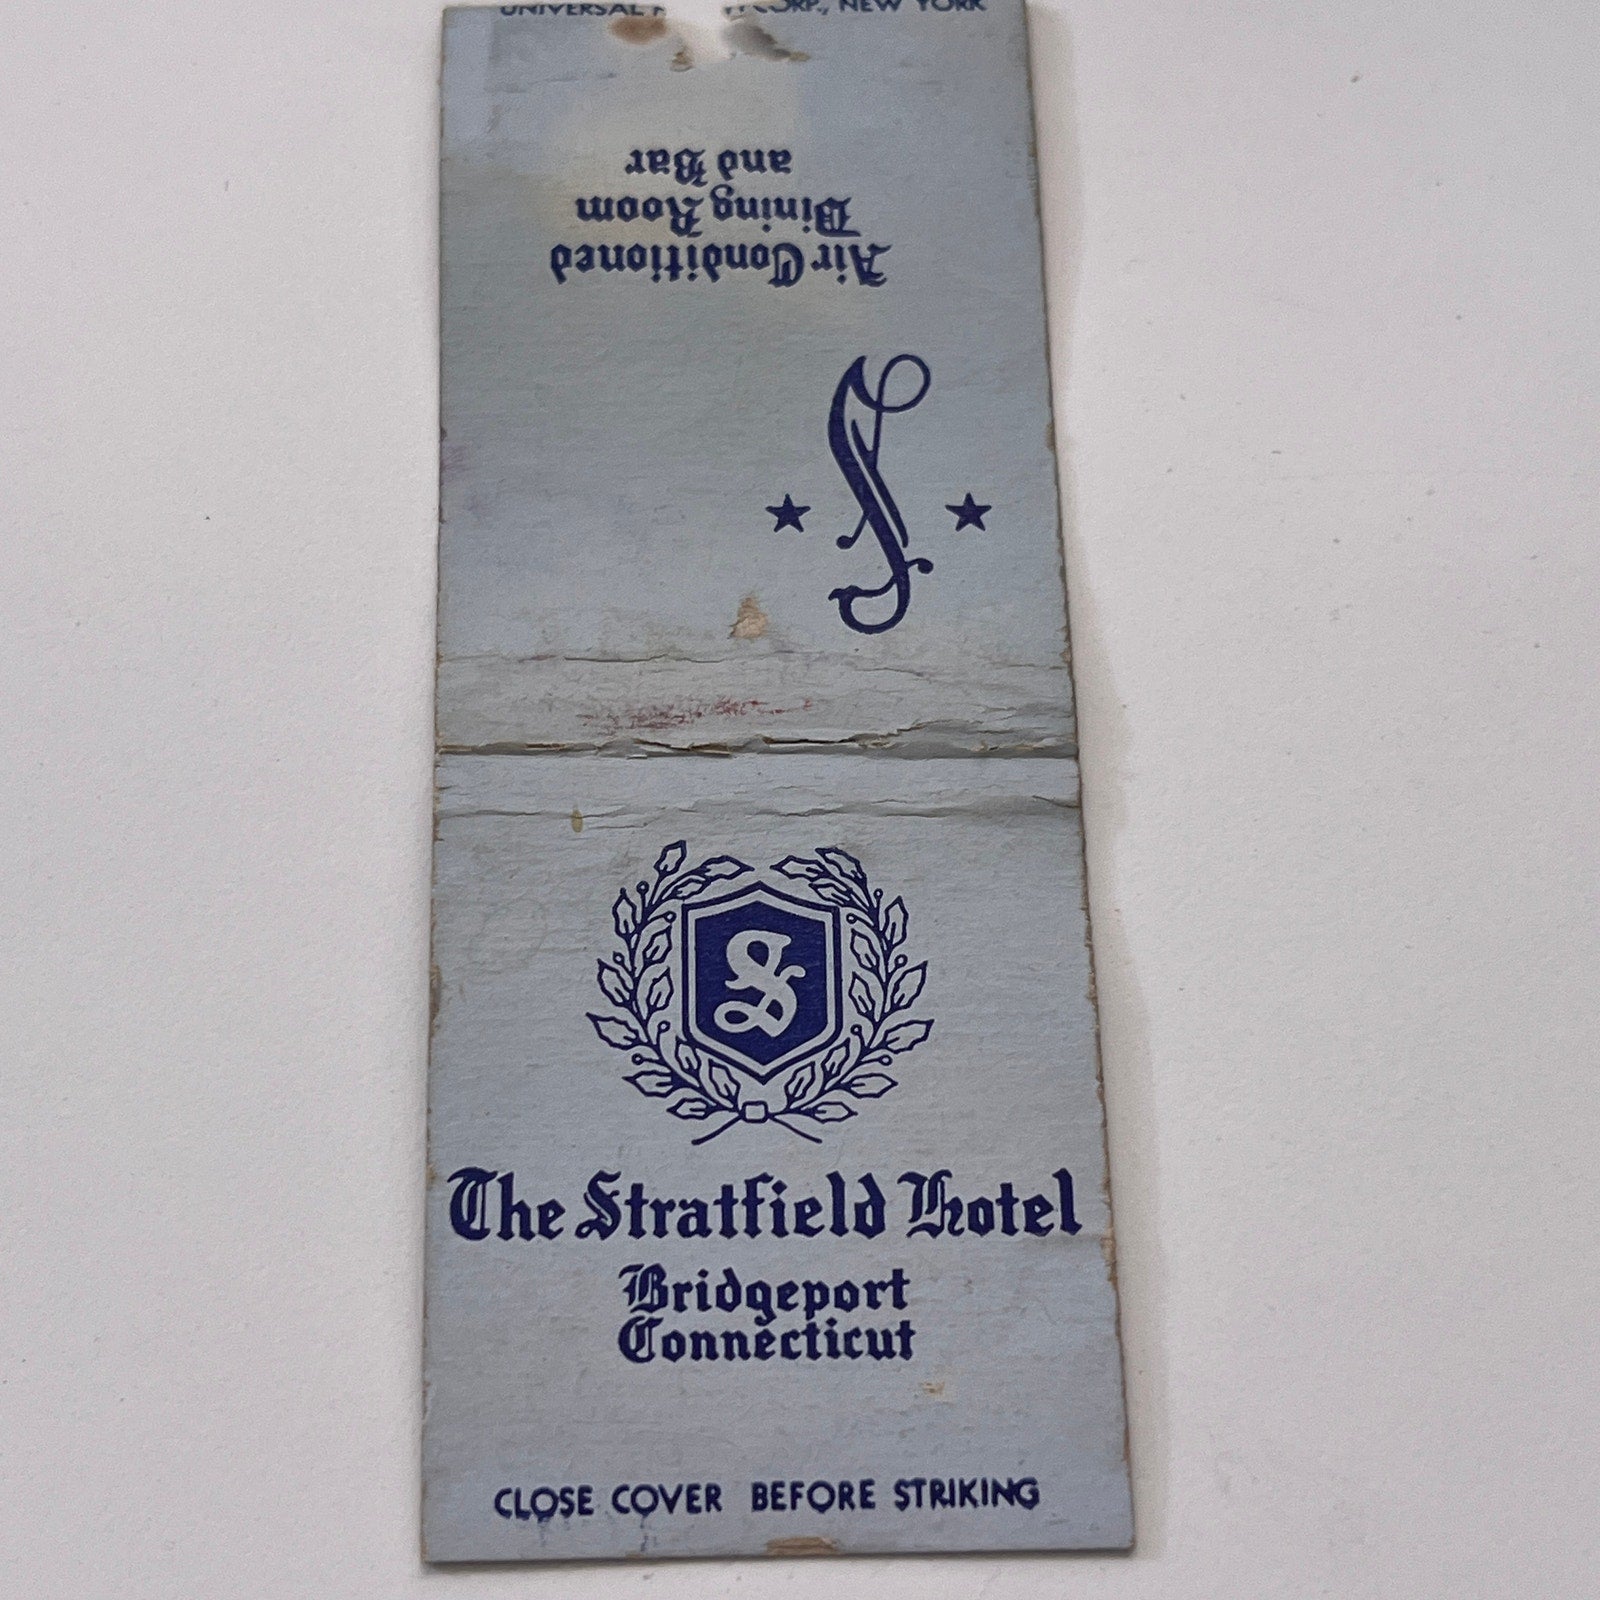 UNIVERSAL CORP., NEW YORK
Air Conditioned
Dining Room
and Bar
S
S
The Stratfield Hotel
Bridgeport
Connecticut
CLOSE COVER BEFORE STRIKING